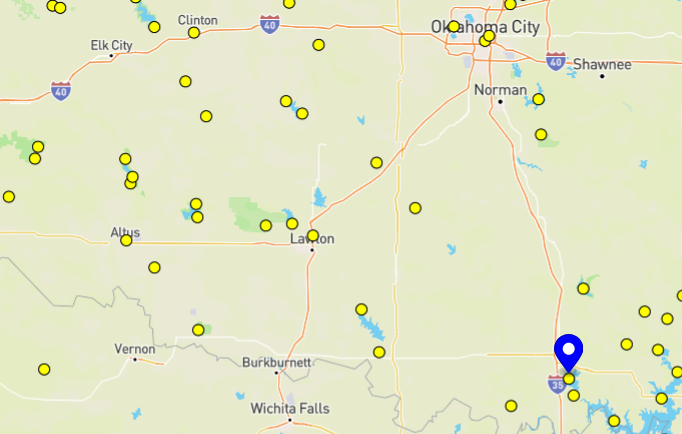 Clinton
40
Oklahoma City
Elk City
40
Shawnee
40
Norman
Altus
Lawton
Vernon
Burkburnett
35
Wichita Falls